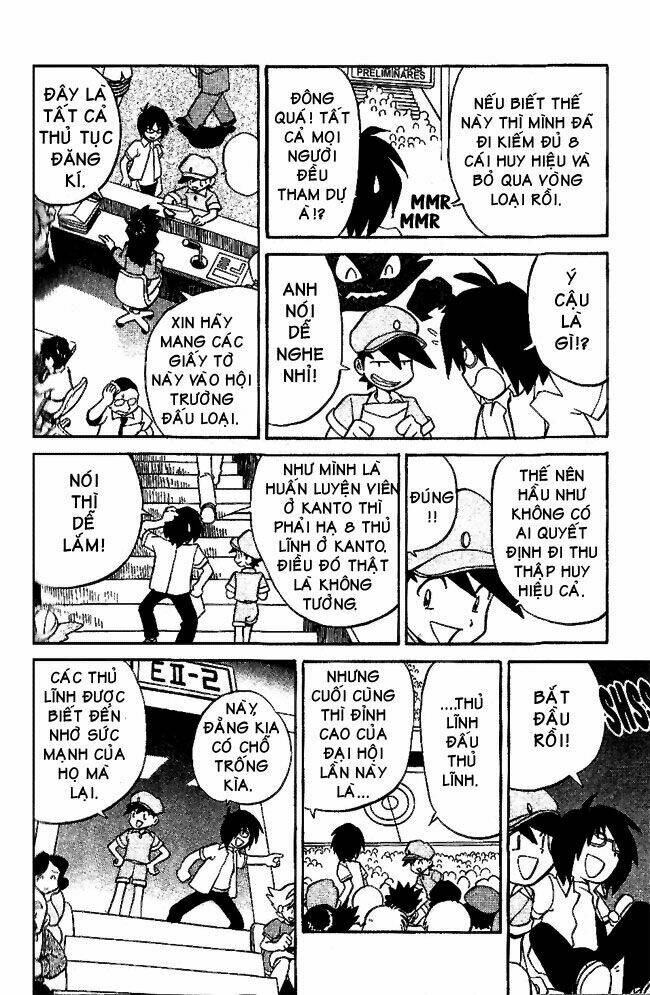 ĐÂY LÀ
TẤT CẢ
THỦ TỤC
ĐĂNG
KÍ.
XIN HÃY
MANG CÁC
GIẤY TỜ
NÀY VÀO HỘI
TRƯỜNG
ĐẤU LOẠI.
PRELIMINARES
ĐÔNG
QUÁ! TẤT
CẢ MỌI
NGƯỜI
ĐỀU
THAM DỰ
À!?
MMR
MMR
NẾU BIẾT THẾ
NÀY THÌ MÌNH ĐÃ
ĐI KIẾM ĐỦ 8
CÁI HUY HIỆU VÀ
BỎ QUA VÒNG
LOẠI RỒI.
ANH
NÓI DỄ
NGHE
NHỈ!
Ý
CẬU
LÀ
GÌ!?
NÓI
THÌ
DỄ
LẮM!
NHƯ MÌNH LÀ
HUẤN LUYỆN VIÊN
Ở KANTO THÌ
PHẢI HẠ 8 THỦ
LĨNH Ở KANTO.
ĐIỀU ĐÓ THẬT
LÀ KHÔNG
TƯỞNG.
ĐÚNG
!!
THẾ NÊN
HẦU NHƯ
KHÔNG CÓ
AI QUYẾT
ĐỊNH ĐI THU
THẬP HUY
HIỆU CẢ.
CÁC THỦ
LĨNH ĐƯỢC
BIẾT ĐẾN
NHỜ SỨC
MẠNH CỦA
HỌ MÀ
LẠI.
EII-2
NÀY,
ĐẰNG KIA
CÓ CHỖ
TRỐNG
KÌA.
NHƯNG
CUỐI CÙNG
THÌ ĐỈNH
CAO CỦA
ĐẠI HỘI
LẦN NÀY
LÀ...
....THỦ
LĨNH
ĐẤU
THỦ
LĨNH.
BẮT
ĐẦU
RỒI!